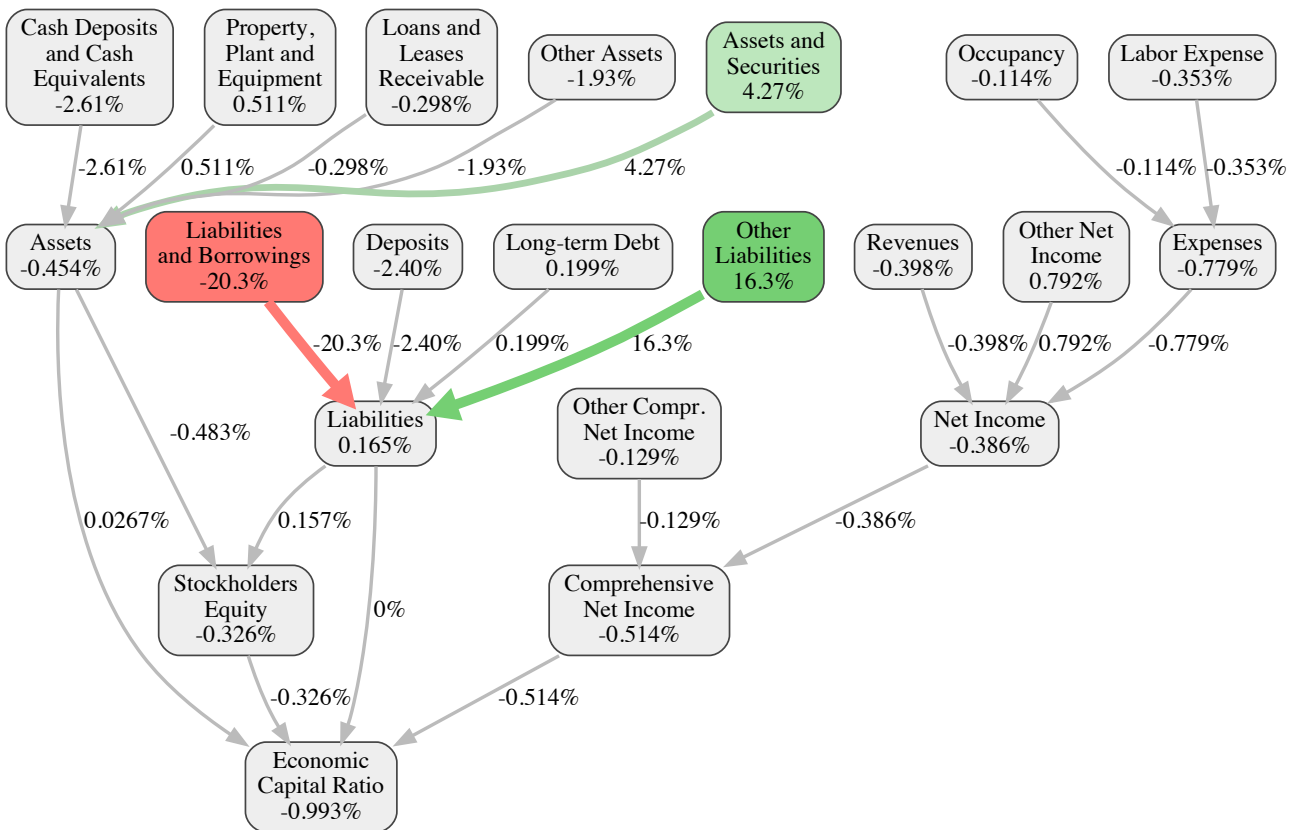 Cash Deposits
and Cash
Equivalents
-2.61%
Property,
Plant and
Equipment
0.511%
Loans and
Leases
Receivable
-0.298%
Other Assets
-1.93%
Assets and
Securities
4.27%
Occupancy
-0.114%
Labor Expense
-0.353%
-2.61%
0.511%
-0.298%
-1.93%
4.27%
-0.114%
-0.353%
Assets
-0.454%
Liabilities
and Borrowings
-20.3%
Deposits
-2.40%
Long-term Debt
0.199%
Other
Liabilities
16.3%
Revenues
-0.398%
Other Net
Income
0.792%
Expenses
-0.779%
-20.3%
-2.40%
0.199%
16.3%
-0.398%
0.792%
-0.779%
Liabilities
0.165%
Other Compr.
Net Income
-0.129%
Net Income
-0.386%
-0.483%
0.0267%
0.157%
-0.129%
-0.386%
Stockholders
Equity
-0.326%
0%
Comprehensive
Net Income
-0.514%
-0.326%
-0.514%
Economic
Capital Ratio
-0.993%